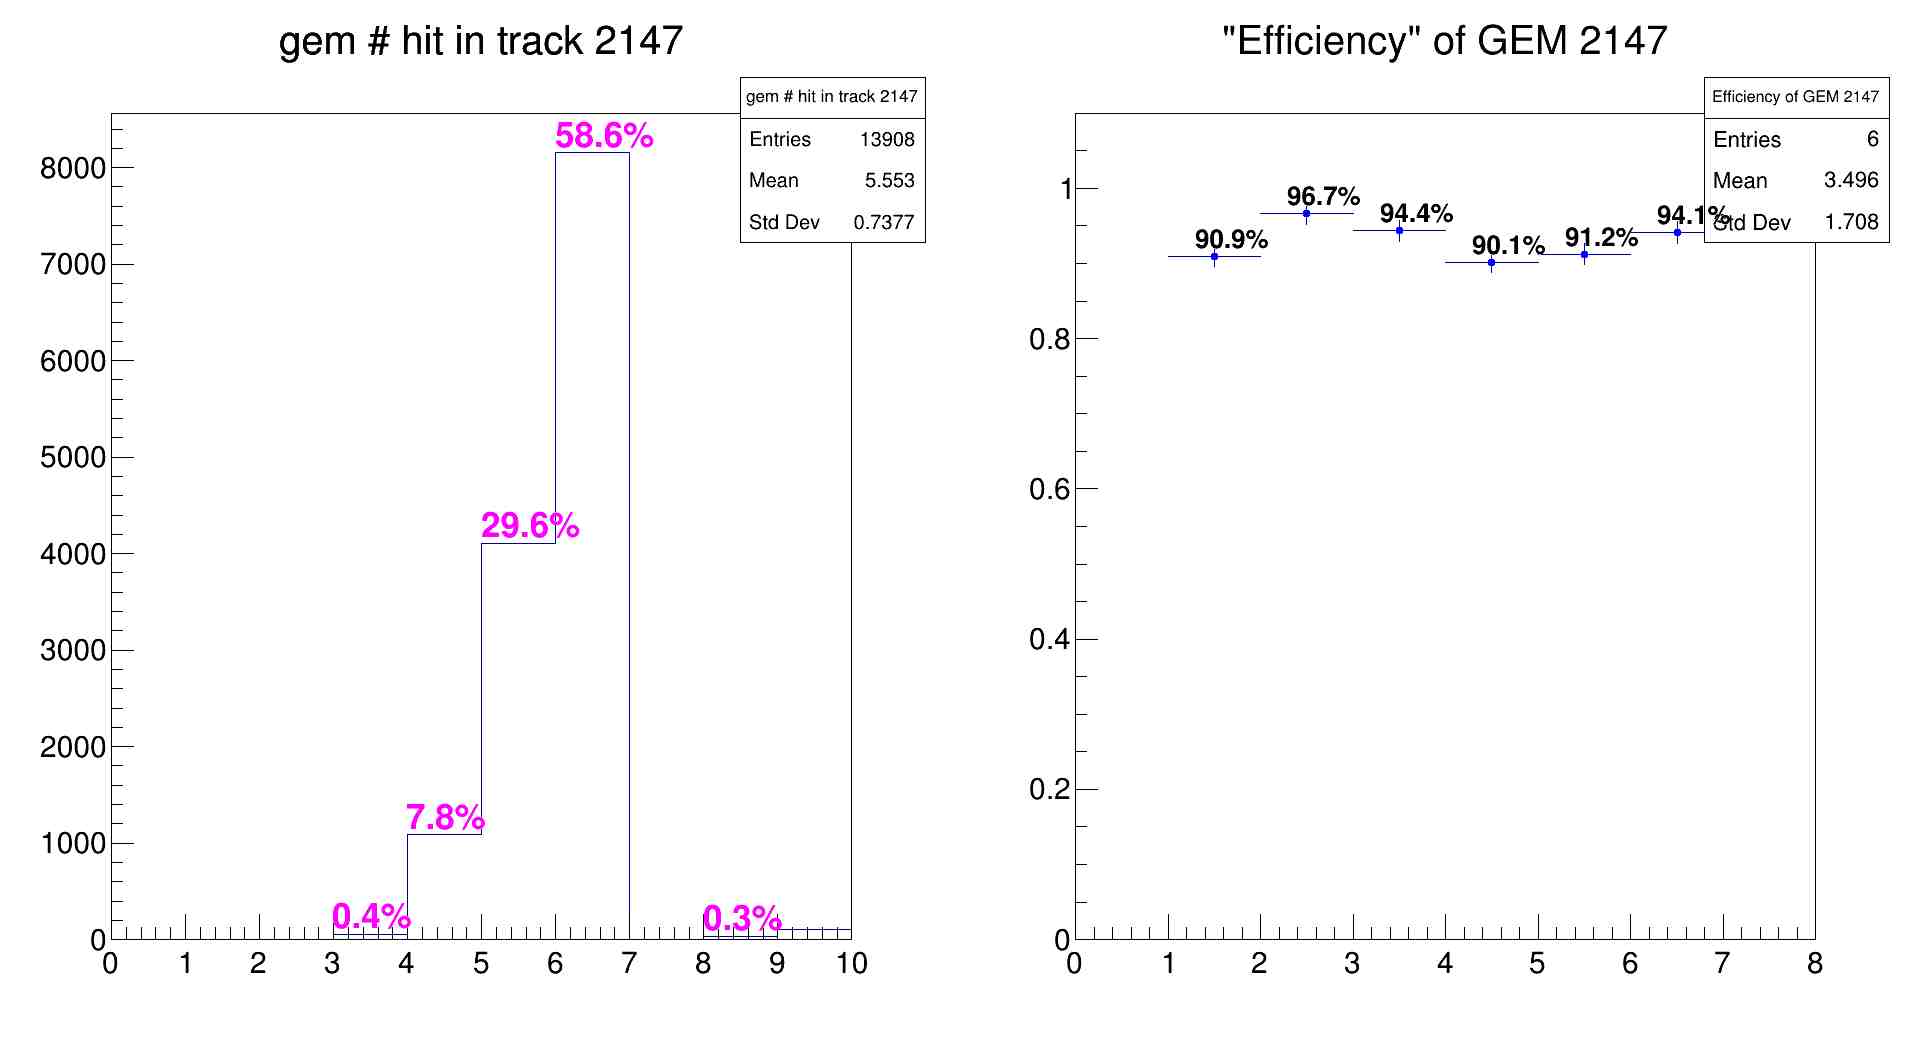 gem # hit in track 2147
gem # hit in track 2147
Entries 13908
Mean 5.553
Std Dev 0.7377
58.6%
29.6%
7.8%
0.4%
0.3%
8000
7000
6000
5000
4000
3000
2000
1000
0
0 1 2 3 4 5 6 7 8 9 10
"Efficiency" of GEM 2147
Efficiency of GEM 2147
Entries 6
Mean 3.496
Std Dev 1.708
90.9%
96.7%
94.4%
90.1%
91.2%
94.1%
1
0.8
0.6
0.4
0.2
0
0 1 2 3 4 5 6 7 8